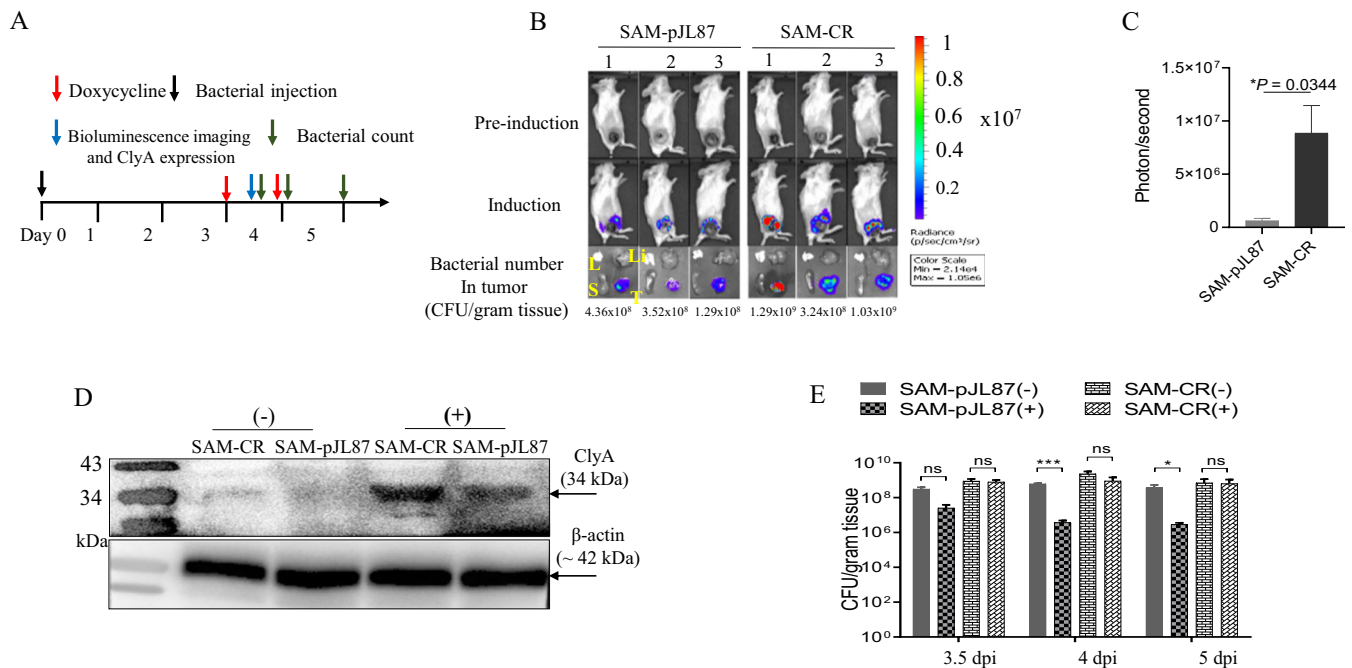 A
Doxycycline
Bacterial injection
Bioluminescence imaging
and ClyA expression
Bacterial count
Day 0 1 2 3 4 5
B
SAM-pJL87 SAM-CR
1 2 3 1 2 3
Pre-induction
Induction
Bacterial number
In tumor
(CFU/gram tissue)
L Li
S T
4.36x10⁸ 3.52x10⁸ 1.29x10⁸ 1.29x10⁹ 3.24x10⁸ 1.03x10⁹
1
0.8
0.6
0.4
0.2
x10⁷
Radiance
(p/sec/cm²/sr)
Color Scale
Min = 2.14e4
Max = 1.05e6
C
Photon/second
1.5×10⁷
1×10⁷
5×10⁶
0
*P = 0.0344
SAM-pJL87
SAM-CR
D
(-) (+)
SAM-CR SAM-pJL87 SAM-CR SAM-pJL87
43
34
kDa
ClyA
(34 kDa)
β-actin
(~ 42 kDa)
E
SAM-pJL87(-) SAM-CR(-)
SAM-pJL87(+) SAM-CR(+)
CFU/gram tissue
10¹⁰
10⁸
10⁶
10⁴
10²
10⁰
ns ns *** ns * ns
3.5 dpi 4 dpi 5 dpi